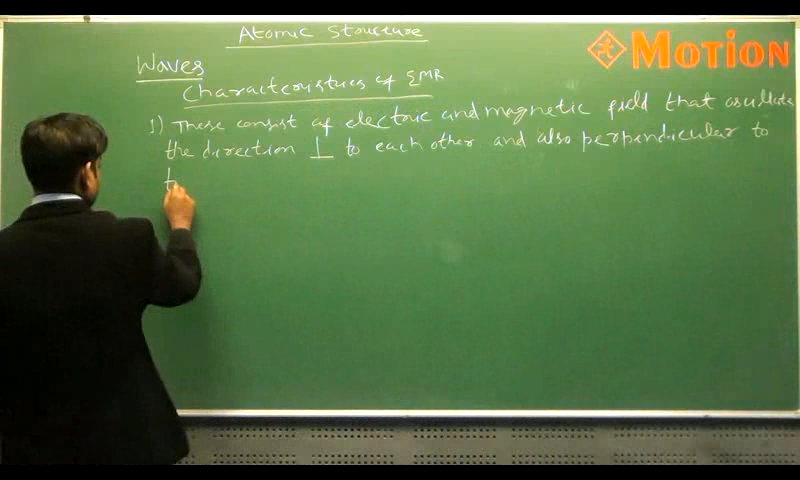 Atomic Structure
MOTION
Waves
Characteristics of EMR
1) These consist of electric and magnetic field that oscillate
the direction ⊥ to each other and also perpendicular to
t